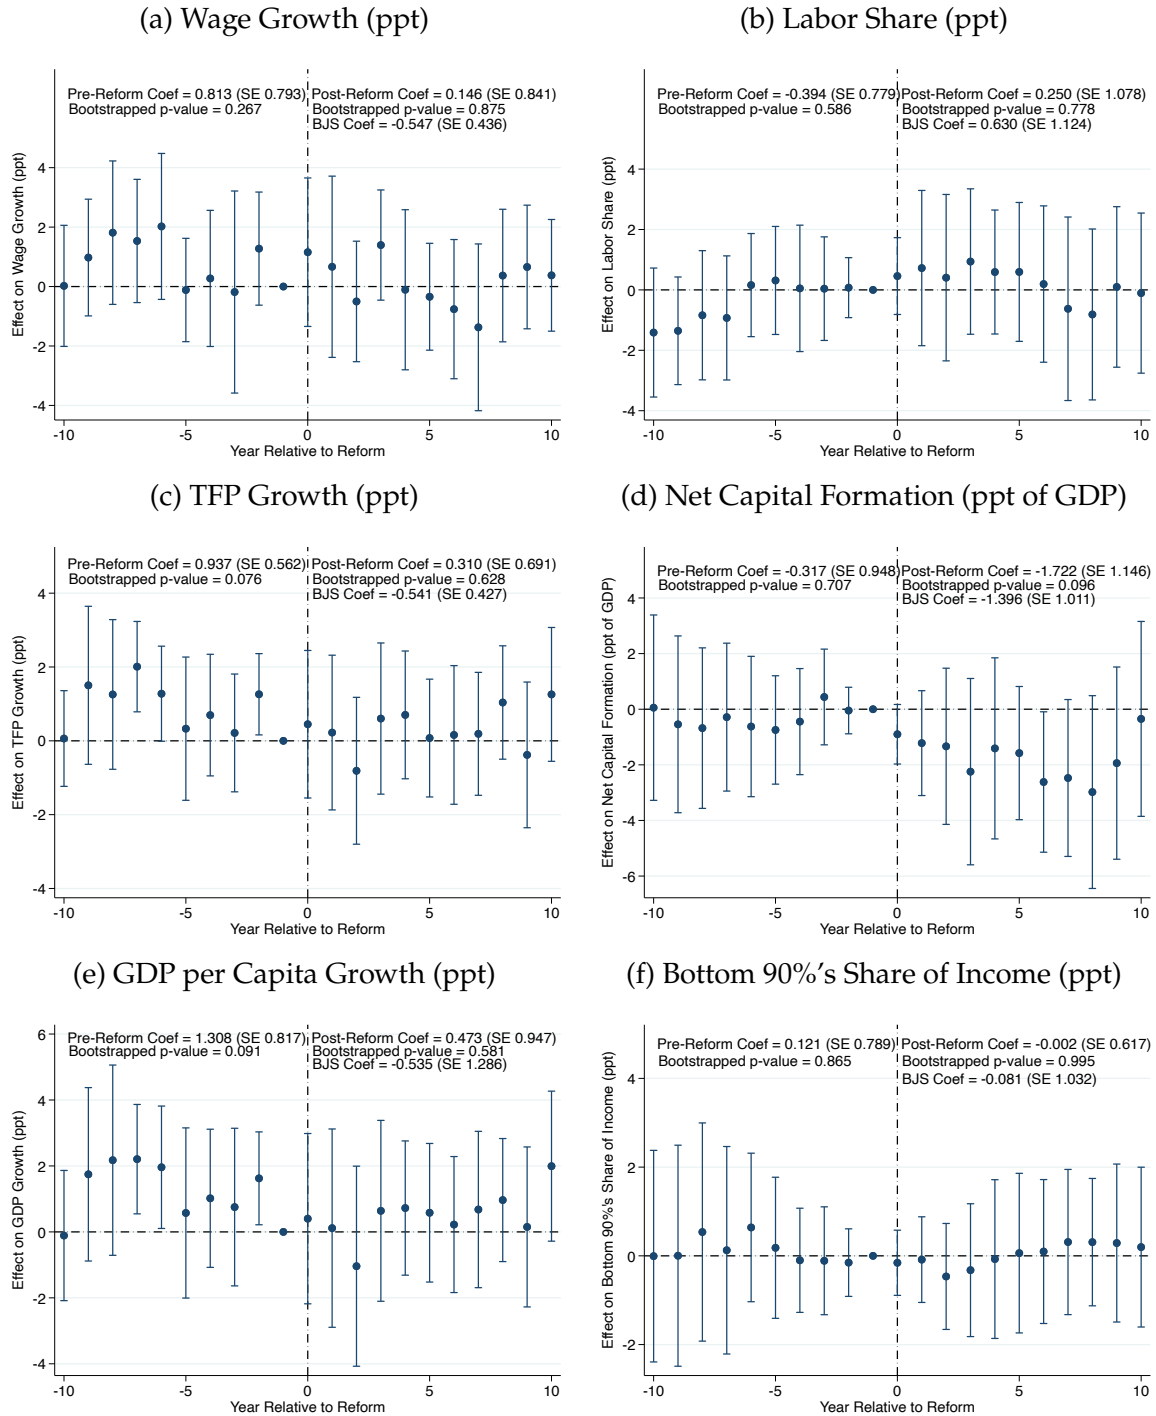 (a) Wage Growth (ppt)
Pre-Reform Coef = 0.813 (SE 0.793)
Bootstrapped p-value = 0.267
Post-Reform Coef = 0.146 (SE 0.841)
Bootstrapped p-value = 0.875
BJS Coef = -0.547 (SE 0.436)
Effect on Wage Growth (ppt)
4
2
0
-2
-4
-10
-5
0
5
10
Year Relative to Reform
(b) Labor Share (ppt)
Pre-Reform Coef = -0.394 (SE 0.779)
Bootstrapped p-value = 0.586
Post-Reform Coef = 0.250 (SE 1.078)
Bootstrapped p-value = 0.778
BJS Coef = 0.630 (SE 1.124)
Effect on Labor Share (ppt)
4
2
0
-2
-4
-10
-5
0
5
10
Year Relative to Reform
(c) TFP Growth (ppt)
Pre-Reform Coef = 0.937 (SE 0.562)
Bootstrapped p-value = 0.076
Post-Reform Coef = 0.310 (SE 0.691)
Bootstrapped p-value = 0.628
BJS Coef = -0.541 (SE 0.427)
Effect on TFP Growth (ppt)
4
2
0
-2
-4
-10
-5
0
5
10
Year Relative to Reform
(d) Net Capital Formation (ppt of GDP)
Pre-Reform Coef = -0.317 (SE 0.948)
Bootstrapped p-value = 0.707
Post-Reform Coef = -1.722 (SE 1.146)
Bootstrapped p-value = 0.096
BJS Coef = -1.396 (SE 1.011)
Effect on Net Capital Formation (ppt of GDP)
4
2
0
-2
-4
-6
-10
-5
0
5
10
Year Relative to Reform
(e) GDP per Capita Growth (ppt)
Pre-Reform Coef = 1.308 (SE 0.817)
Bootstrapped p-value = 0.091
Post-Reform Coef = 0.473 (SE 0.947)
Bootstrapped p-value = 0.581
BJS Coef = -0.535 (SE 1.286)
Effect on GDP Growth (ppt)
6
4
2
0
-2
-4
-10
-5
0
5
10
Year Relative to Reform
(f) Bottom 90%'s Share of Income (ppt)
Pre-Reform Coef = 0.121 (SE 0.789)
Bootstrapped p-value = 0.865
Post-Reform Coef = -0.002 (SE 0.617)
Bootstrapped p-value = 0.995
BJS Coef = -0.081 (SE 1.032)
Effect on Bottom 90%'s Share of Income (ppt)
4
2
0
-2
-10
-5
0
5
10
Year Relative to Reform